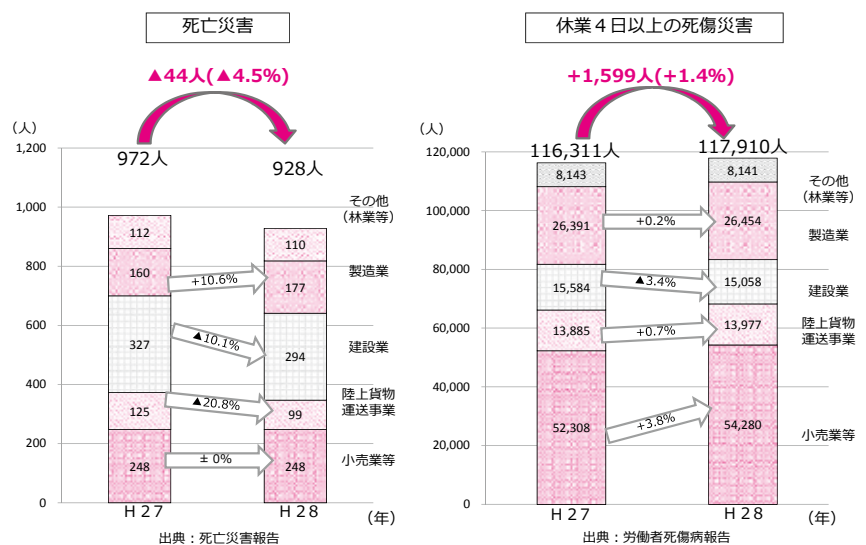 死亡災害
▲44人(▲4.5%)
（人）
1,200
1,000
800
600
400
200
0
972人
928人
112
160
327
125
248
110
177
294
99
248
+10.6%
▲10.1%
▲20.8%
± 0%
その他
（林業等）
製造業
建設業
陸上貨物
運送事業
小売業等
Ｈ27
Ｈ28
（年）
出典：死亡災害報告
休業４日以上の死傷災害
+1,599人(+1.4%)
（人）
120,000
100,000
80,000
60,000
40,000
20,000
0
116,311人
117,910人
8,143
26,391
15,584
13,885
52,308
8,141
26,454
15,058
13,977
54,280
+0.2%
▲3.4%
+0.7%
+3.8%
その他
（林業等）
製造業
建設業
陸上貨物
運送事業
小売業等
Ｈ27
Ｈ28
（年）
出典：労働者死傷病報告